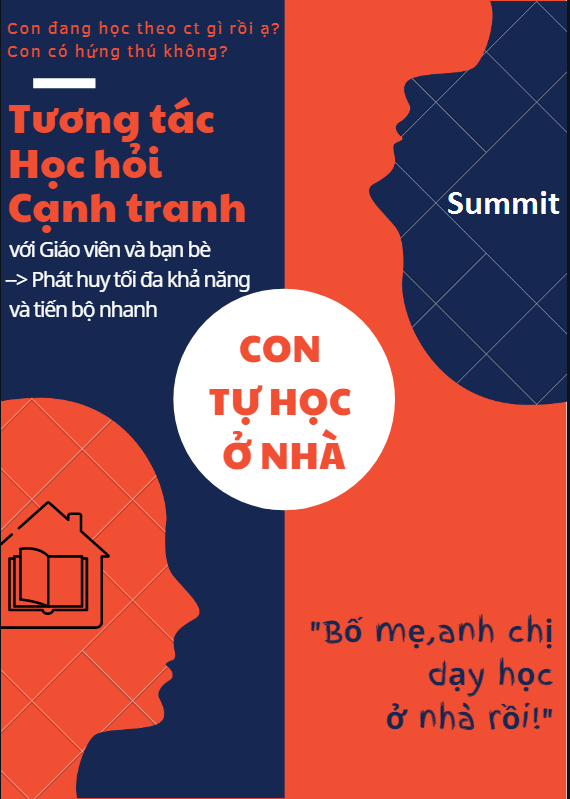 Con đang học theo ct gì rồi ạ?
Con có hứng thú không?
Tương tác
Học hỏi
Cạnh tranh
với Giáo viên và bạn bè
--> Phát huy tối đa khả năng
và tiến bộ nhanh
Summit
CON
TỰ HỌC
Ở NHÀ
"Bố mẹ,anh chị
dạy học
ở nhà rồi!"